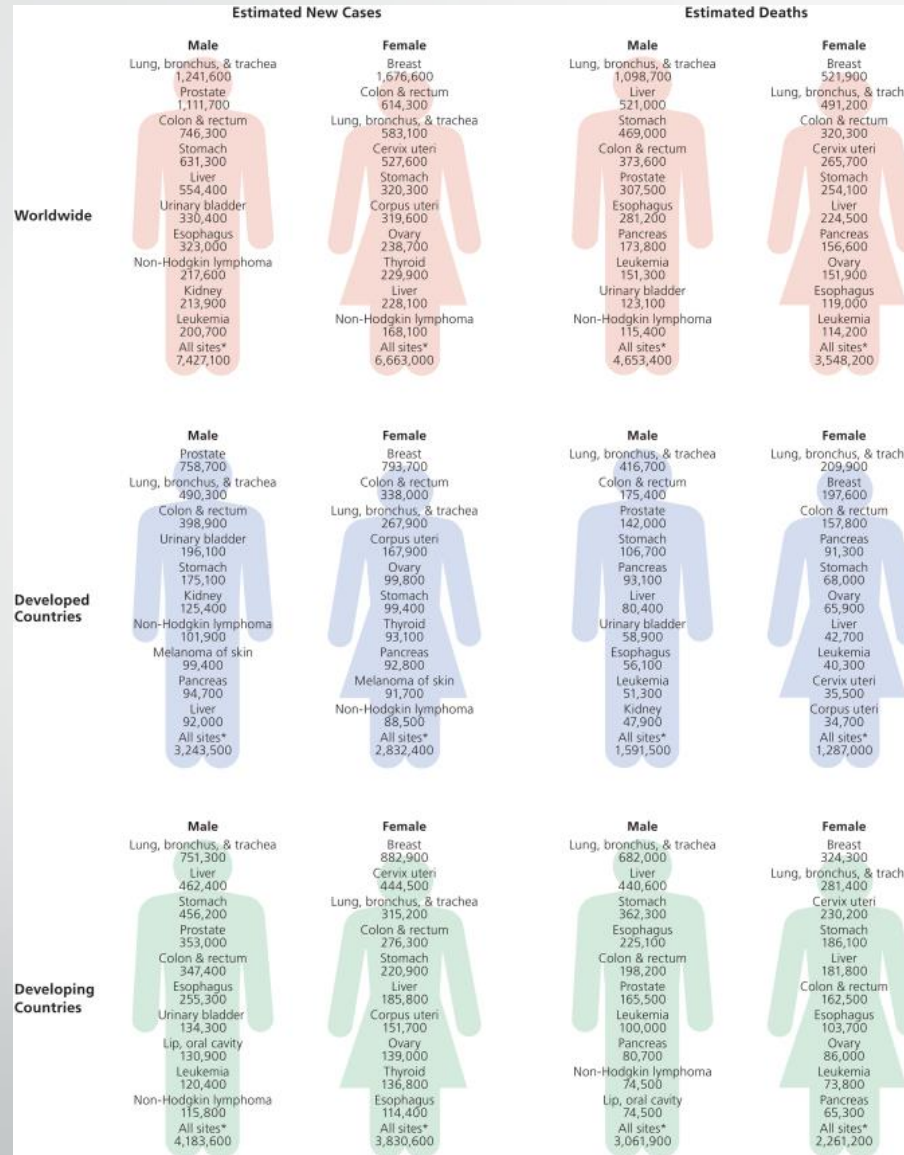 Estimated New Cases
Estimated Deaths
Worldwide
Male
Lung, bronchus, & trachea
1,241,600
Prostate
1,111,700
Colon & rectum
746,300
Stomach
631,300
Liver
554,400
Urinary bladder
330,400
Esophagus
323,000
Non-Hodgkin lymphoma
217,600
Kidney
213,900
Leukemia
200,700
All sites*
7,427,100
Female
Breast
1,676,600
Colon & rectum
614,300
Lung, bronchus, & trachea
583,100
Cervix uteri
527,600
Stomach
320,300
Corpus uteri
319,600
Ovary
238,700
Thyroid
229,900
Liver
228,100
Non-Hodgkin lymphoma
168,100
All sites*
6,663,000
Male
Lung, bronchus, & trachea
1,098,700
Liver
521,000
Stomach
469,000
Colon & rectum
373,600
Prostate
307,500
Esophagus
281,200
Pancreas
173,800
Leukemia
151,300
Urinary bladder
123,100
Non-Hodgkin lymphoma
115,400
All sites*
4,653,400
Female
Breast
521,900
Lung, bronchus, & trach
491,200
Colon & rectum
320,300
Cervix uteri
265,700
Stomach
254,100
Liver
224,500
Pancreas
156,600
Ovary
151,900
Esophagus
119,000
Leukemia
114,200
All sites*
3,548,200
Developed
Countries
Male
Prostate
758,700
Lung, bronchus, & trachea
490,300
Colon & rectum
398,900
Urinary bladder
196,100
Stomach
175,100
Kidney
125,400
Non-Hodgkin lymphoma
101,900
Melanoma of skin
99,400
Pancreas
94,700
Liver
92,000
All sites*
3,243,500
Female
Breast
793,700
Colon & rectum
338,000
Lung, bronchus, & trachea
267,900
Corpus uteri
167,900
Ovary
99,800
Stomach
99,400
Thyroid
93,100
Pancreas
92,800
Melanoma of skin
91,700
Non-Hodgkin lymphoma
88,500
All sites*
2,832,400
Male
Lung, bronchus, & trachea
416,700
Colon & rectum
175,400
Prostate
142,000
Stomach
106,700
Pancreas
93,100
Liver
80,400
Urinary bladder
58,900
Esophagus
56,100
Leukemia
51,300
Kidney
47,900
All sites*
1,591,500
Female
Lung, bronchus, & trach
209,900
Breast
197,600
Colon & rectum
157,800
Pancreas
91,300
Stomach
68,000
Ovary
65,900
Liver
42,700
Leukemia
40,300
Cervix uteri
35,500
Corpus uteri
34,700
All sites*
1,287,000
Developing
Countries
Male
Lung, bronchus, & trachea
751,300
Liver
462,400
Stomach
456,200
Prostate
353,000
Colon & rectum
347,400
Esophagus
255,300
Urinary bladder
134,300
Lip, oral cavity
130,900
Leukemia
120,400
Non-Hodgkin lymphoma
115,800
All sites*
4,183,600
Female
Breast
882,900
Cervix uteri
444,500
Lung, bronchus, & trachea
315,200
Colon & rectum
276,300
Stomach
220,900
Liver
185,800
Corpus uteri
151,700
Ovary
139,000
Thyroid
136,800
Esophagus
114,400
All sites*
3,830,600
Male
Lung, bronchus, & trachea
682,000
Liver
440,600
Stomach
362,300
Esophagus
225,100
Colon & rectum
198,200
Prostate
165,500
Leukemia
100,000
Pancreas
80,700
Non-Hodgkin lymphoma
74,500
Lip, oral cavity
74,500
All sites*
3,061,900
Female
Breast
324,300
Lung, bronchus, & trach
281,400
Cervix uteri
230,200
Stomach
186,100
Liver
181,800
Colon & rectum
162,500
Esophagus
103,700
Ovary
86,000
Leukemia
73,800
Pancreas
65,300
All sites*
2,261,200